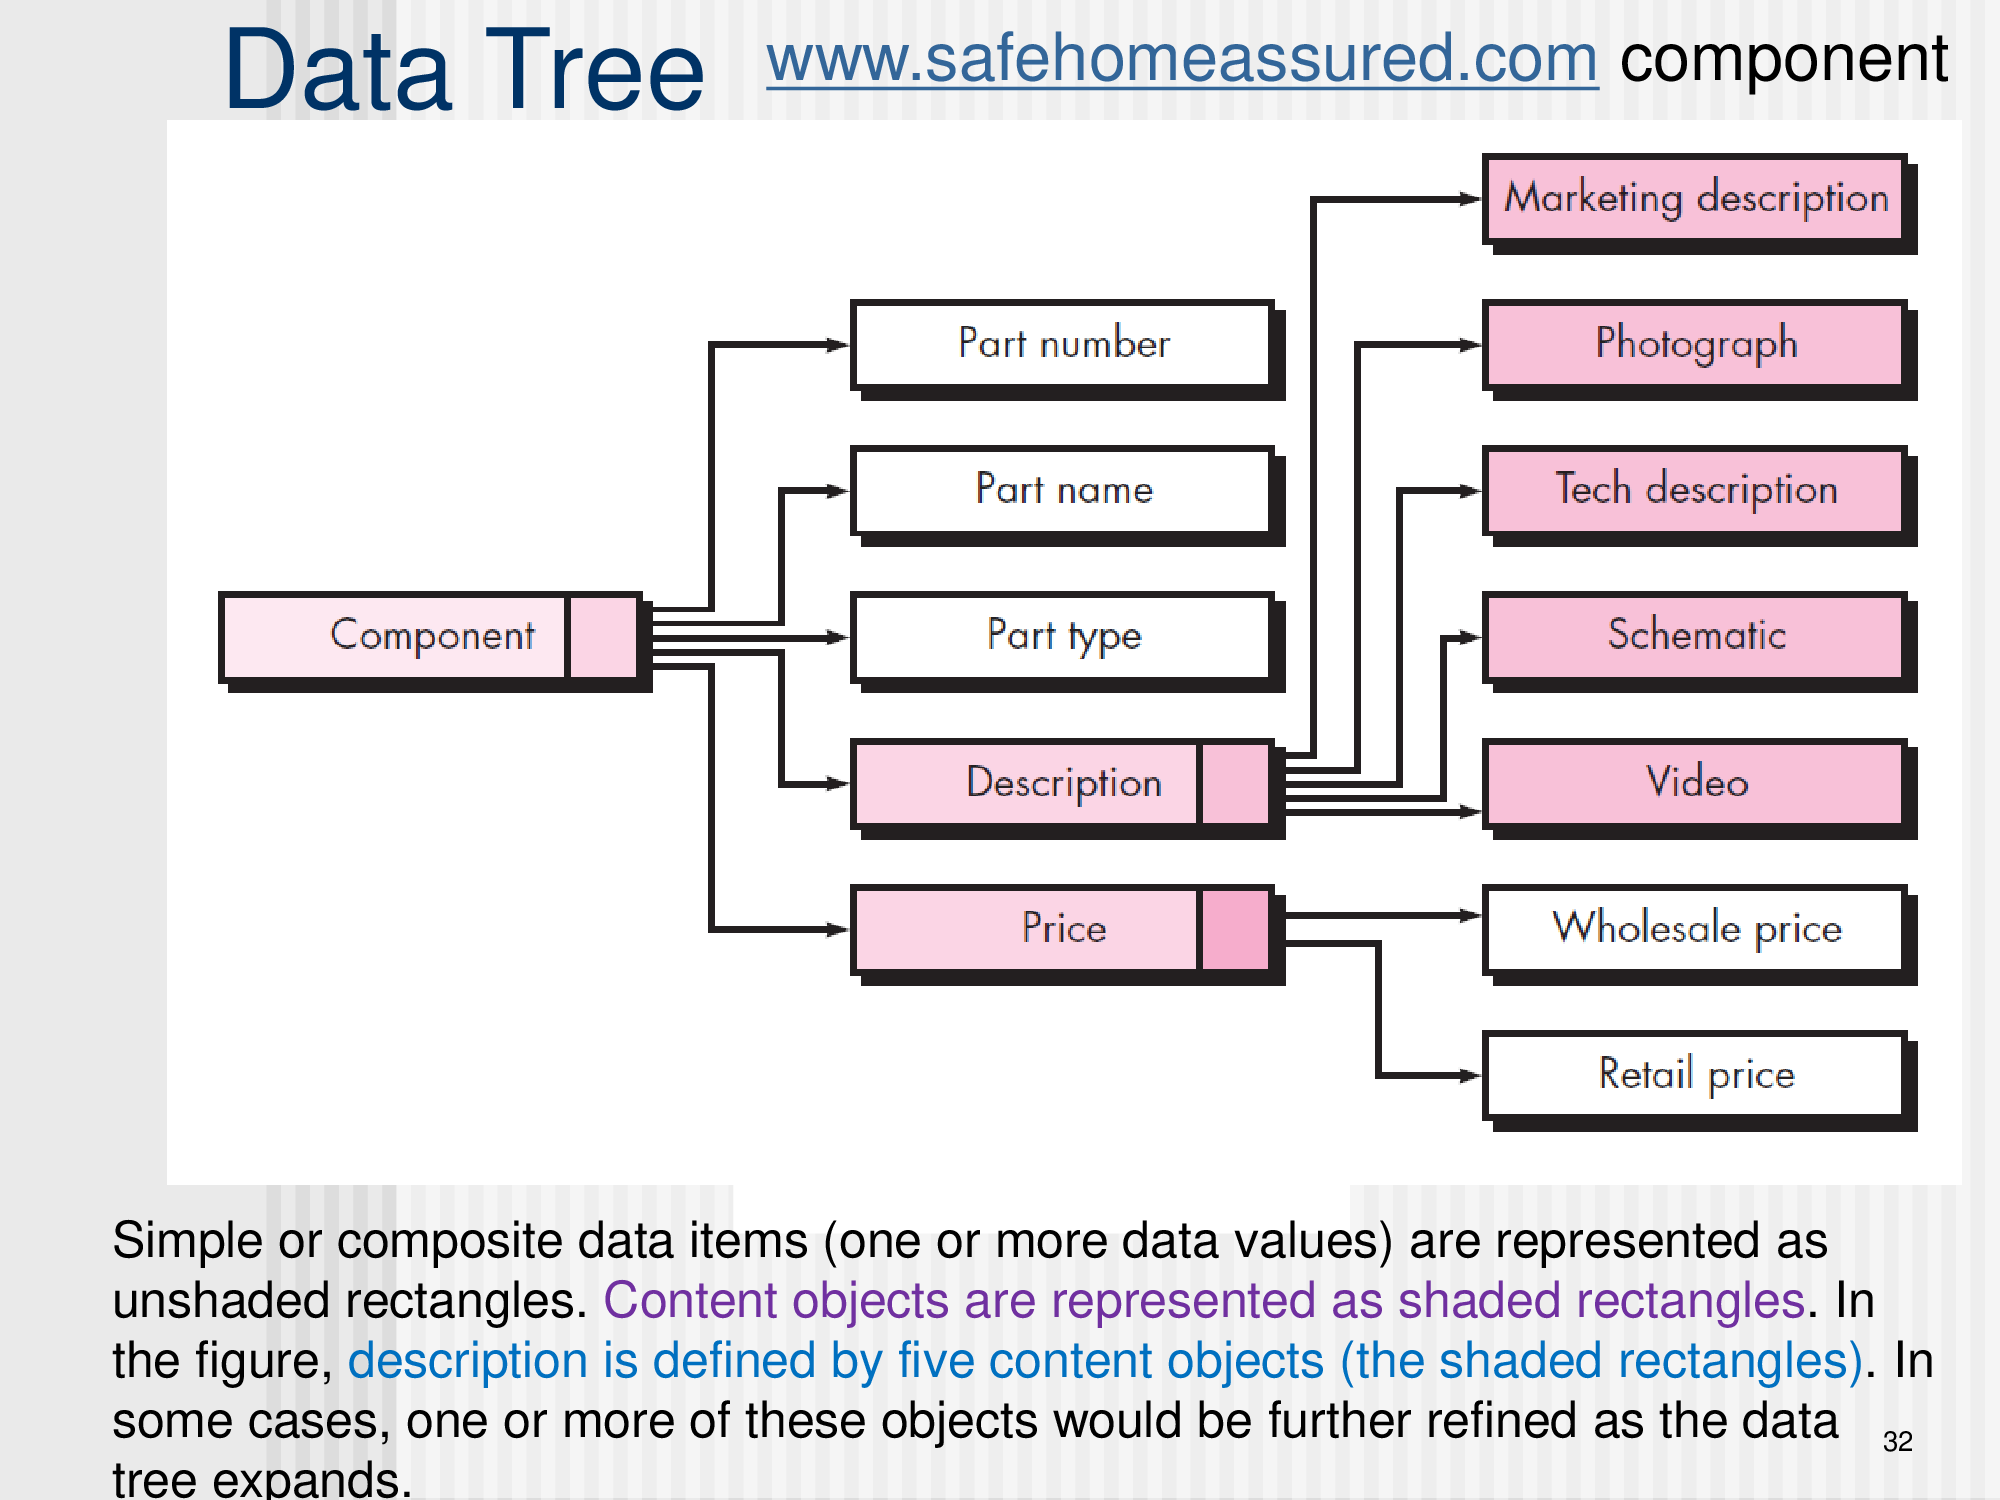 Data Tree www.safehomeassured.com component
Marketing description
Part number
Photograph
Part name
Tech description
Component
Part type
Schematic
Description
Video
Price
Wholesale price
Retail price
Simple or composite data items (one or more data values) are represented as
unshaded rectangles. Content objects are represented as shaded rectangles. In
the figure, description is defined by five content objects (the shaded rectangles). In
some cases, one or more of these objects would be further refined as the data
tree expands.
32